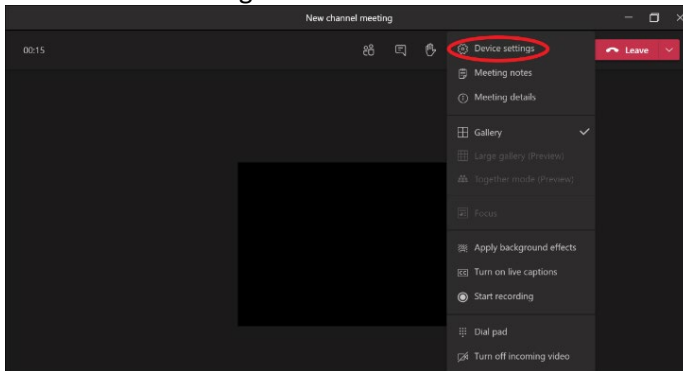 New channel meeting
00:15
Leave
Device settings
Meeting notes
Meeting details
Gallery
Large gallery (Preview)
Together mode (Preview)
Focus
Apply background effects
CC Turn on live captions
Start recording
Dial pad
Turn off incoming video